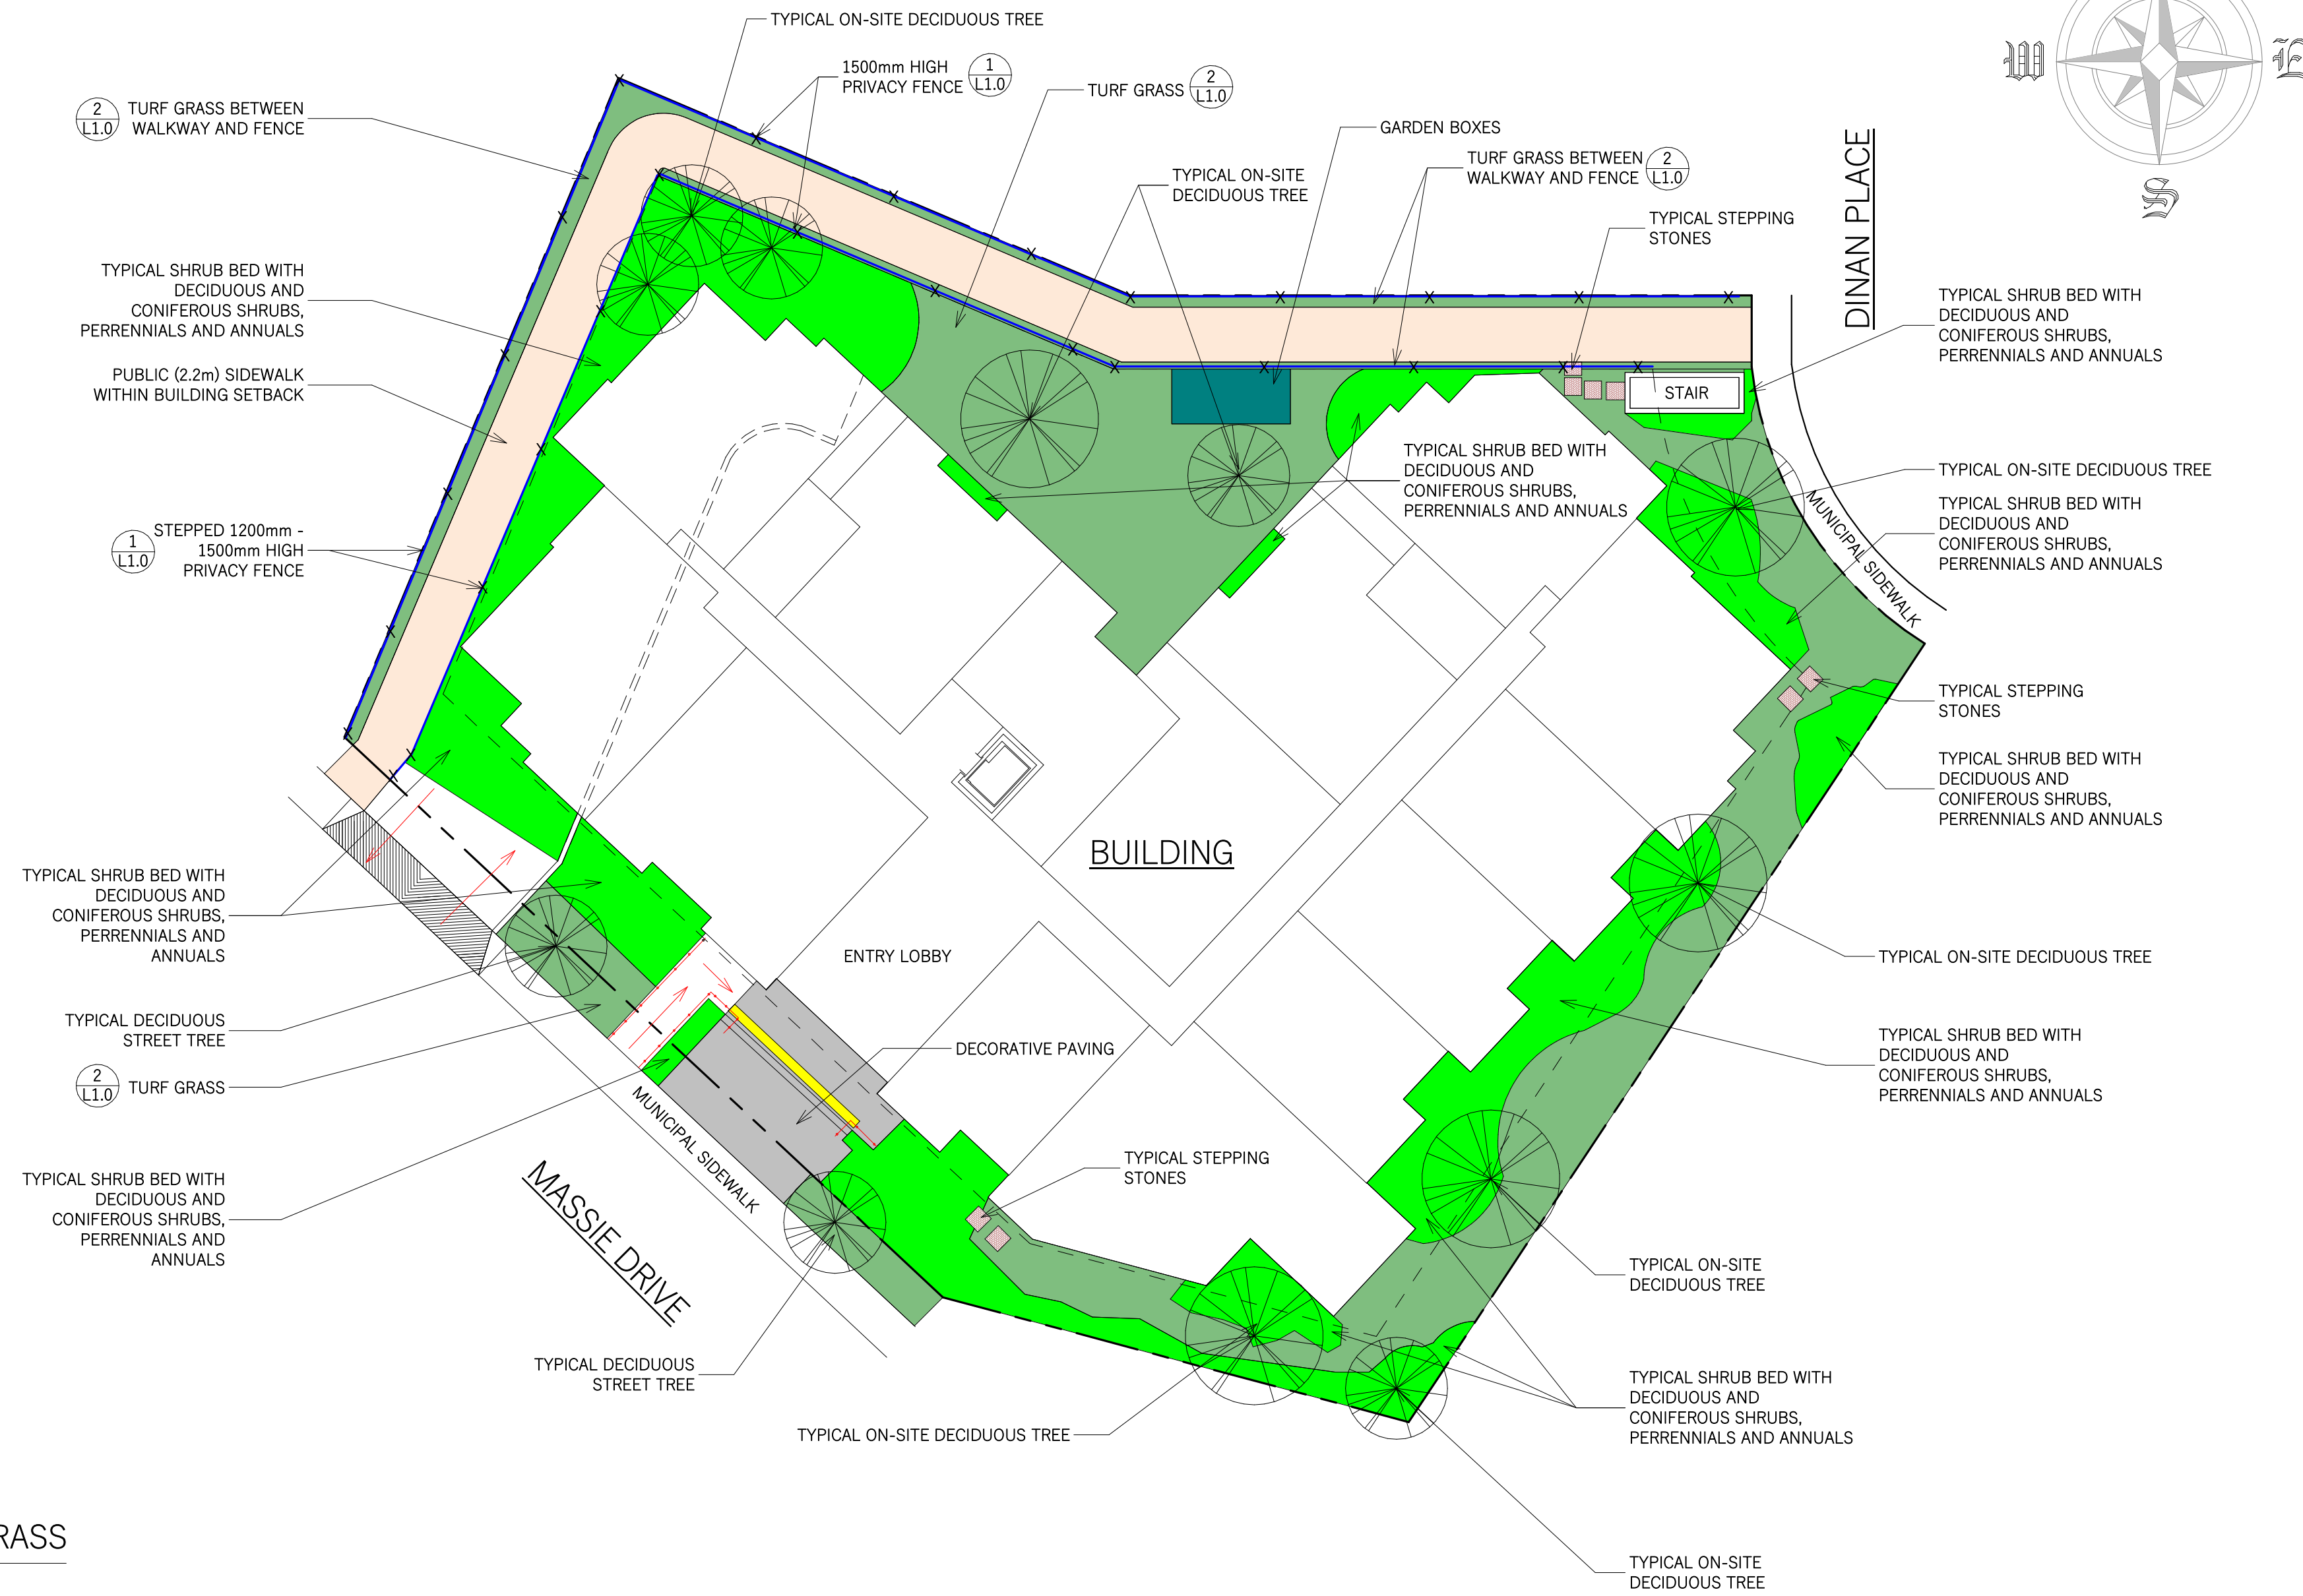 TYPICAL ON-SITE DECIDUOUS TREE
1500mm HIGH
PRIVACY FENCE
1
L1.0
TURF GRASS
2
L1.0
2
L1.0
TURF GRASS BETWEEN
WALKWAY AND FENCE
GARDEN BOXES
TURF GRASS BETWEEN
WALKWAY AND FENCE
2
L1.0
TYPICAL ON-SITE
DECIDUOUS TREE
TYPICAL STEPPING
STONES
DINAN PLACE
W
E
S
TYPICAL SHRUB BED WITH
DECIDUOUS AND
CONIFEROUS SHRUBS,
PERRENNIALS AND ANNUALS
PUBLIC (2.2m) SIDEWALK
WITHIN BUILDING SETBACK
1
L1.0
STEPPED 1200mm -
1500mm HIGH
PRIVACY FENCE
STAIR
TYPICAL SHRUB BED WITH
DECIDUOUS AND
CONIFEROUS SHRUBS,
PERRENNIALS AND ANNUALS
TYPICAL SHRUB BED WITH
DECIDUOUS AND
CONIFEROUS SHRUBS,
PERRENNIALS AND ANNUALS
TYPICAL ON-SITE DECIDUOUS TREE
MUNICIPAL SIDEWALK
TYPICAL SHRUB BED WITH
DECIDUOUS AND
CONIFEROUS SHRUBS,
PERRENNIALS AND ANNUALS
TYPICAL STEPPING
STONES
TYPICAL SHRUB BED WITH
DECIDUOUS AND
CONIFEROUS SHRUBS,
PERRENNIALS AND ANNUALS
BUILDING
ENTRY LOBBY
DECORATIVE PAVING
TYPICAL SHRUB BED WITH
DECIDUOUS AND
CONIFEROUS SHRUBS,
PERRENNIALS AND
ANNUALS
TYPICAL DECIDUOUS
STREET TREE
2
L1.0
TURF GRASS
TYPICAL SHRUB BED WITH
DECIDUOUS AND
CONIFEROUS SHRUBS,
PERRENNIALS AND
ANNUALS
MUNICIPAL SIDEWALK
MASSIE DRIVE
TYPICAL STEPPING
STONES
TYPICAL ON-SITE DECIDUOUS TREE
TYPICAL SHRUB BED WITH
DECIDUOUS AND
CONIFEROUS SHRUBS,
PERRENNIALS AND ANNUALS
TYPICAL ON-SITE
DECIDUOUS TREE
TYPICAL DECIDUOUS
STREET TREE
TYPICAL ON-SITE DECIDUOUS TREE
TYPICAL SHRUB BED WITH
DECIDUOUS AND
CONIFEROUS SHRUBS,
PERRENNIALS AND ANNUALS
TYPICAL ON-SITE
DECIDUOUS TREE
RASS